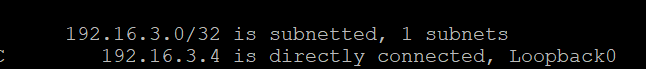 192.16.3.0/32 is subnetted, 1 subnets
C 192.16.3.4 is directly connected, Loopback0